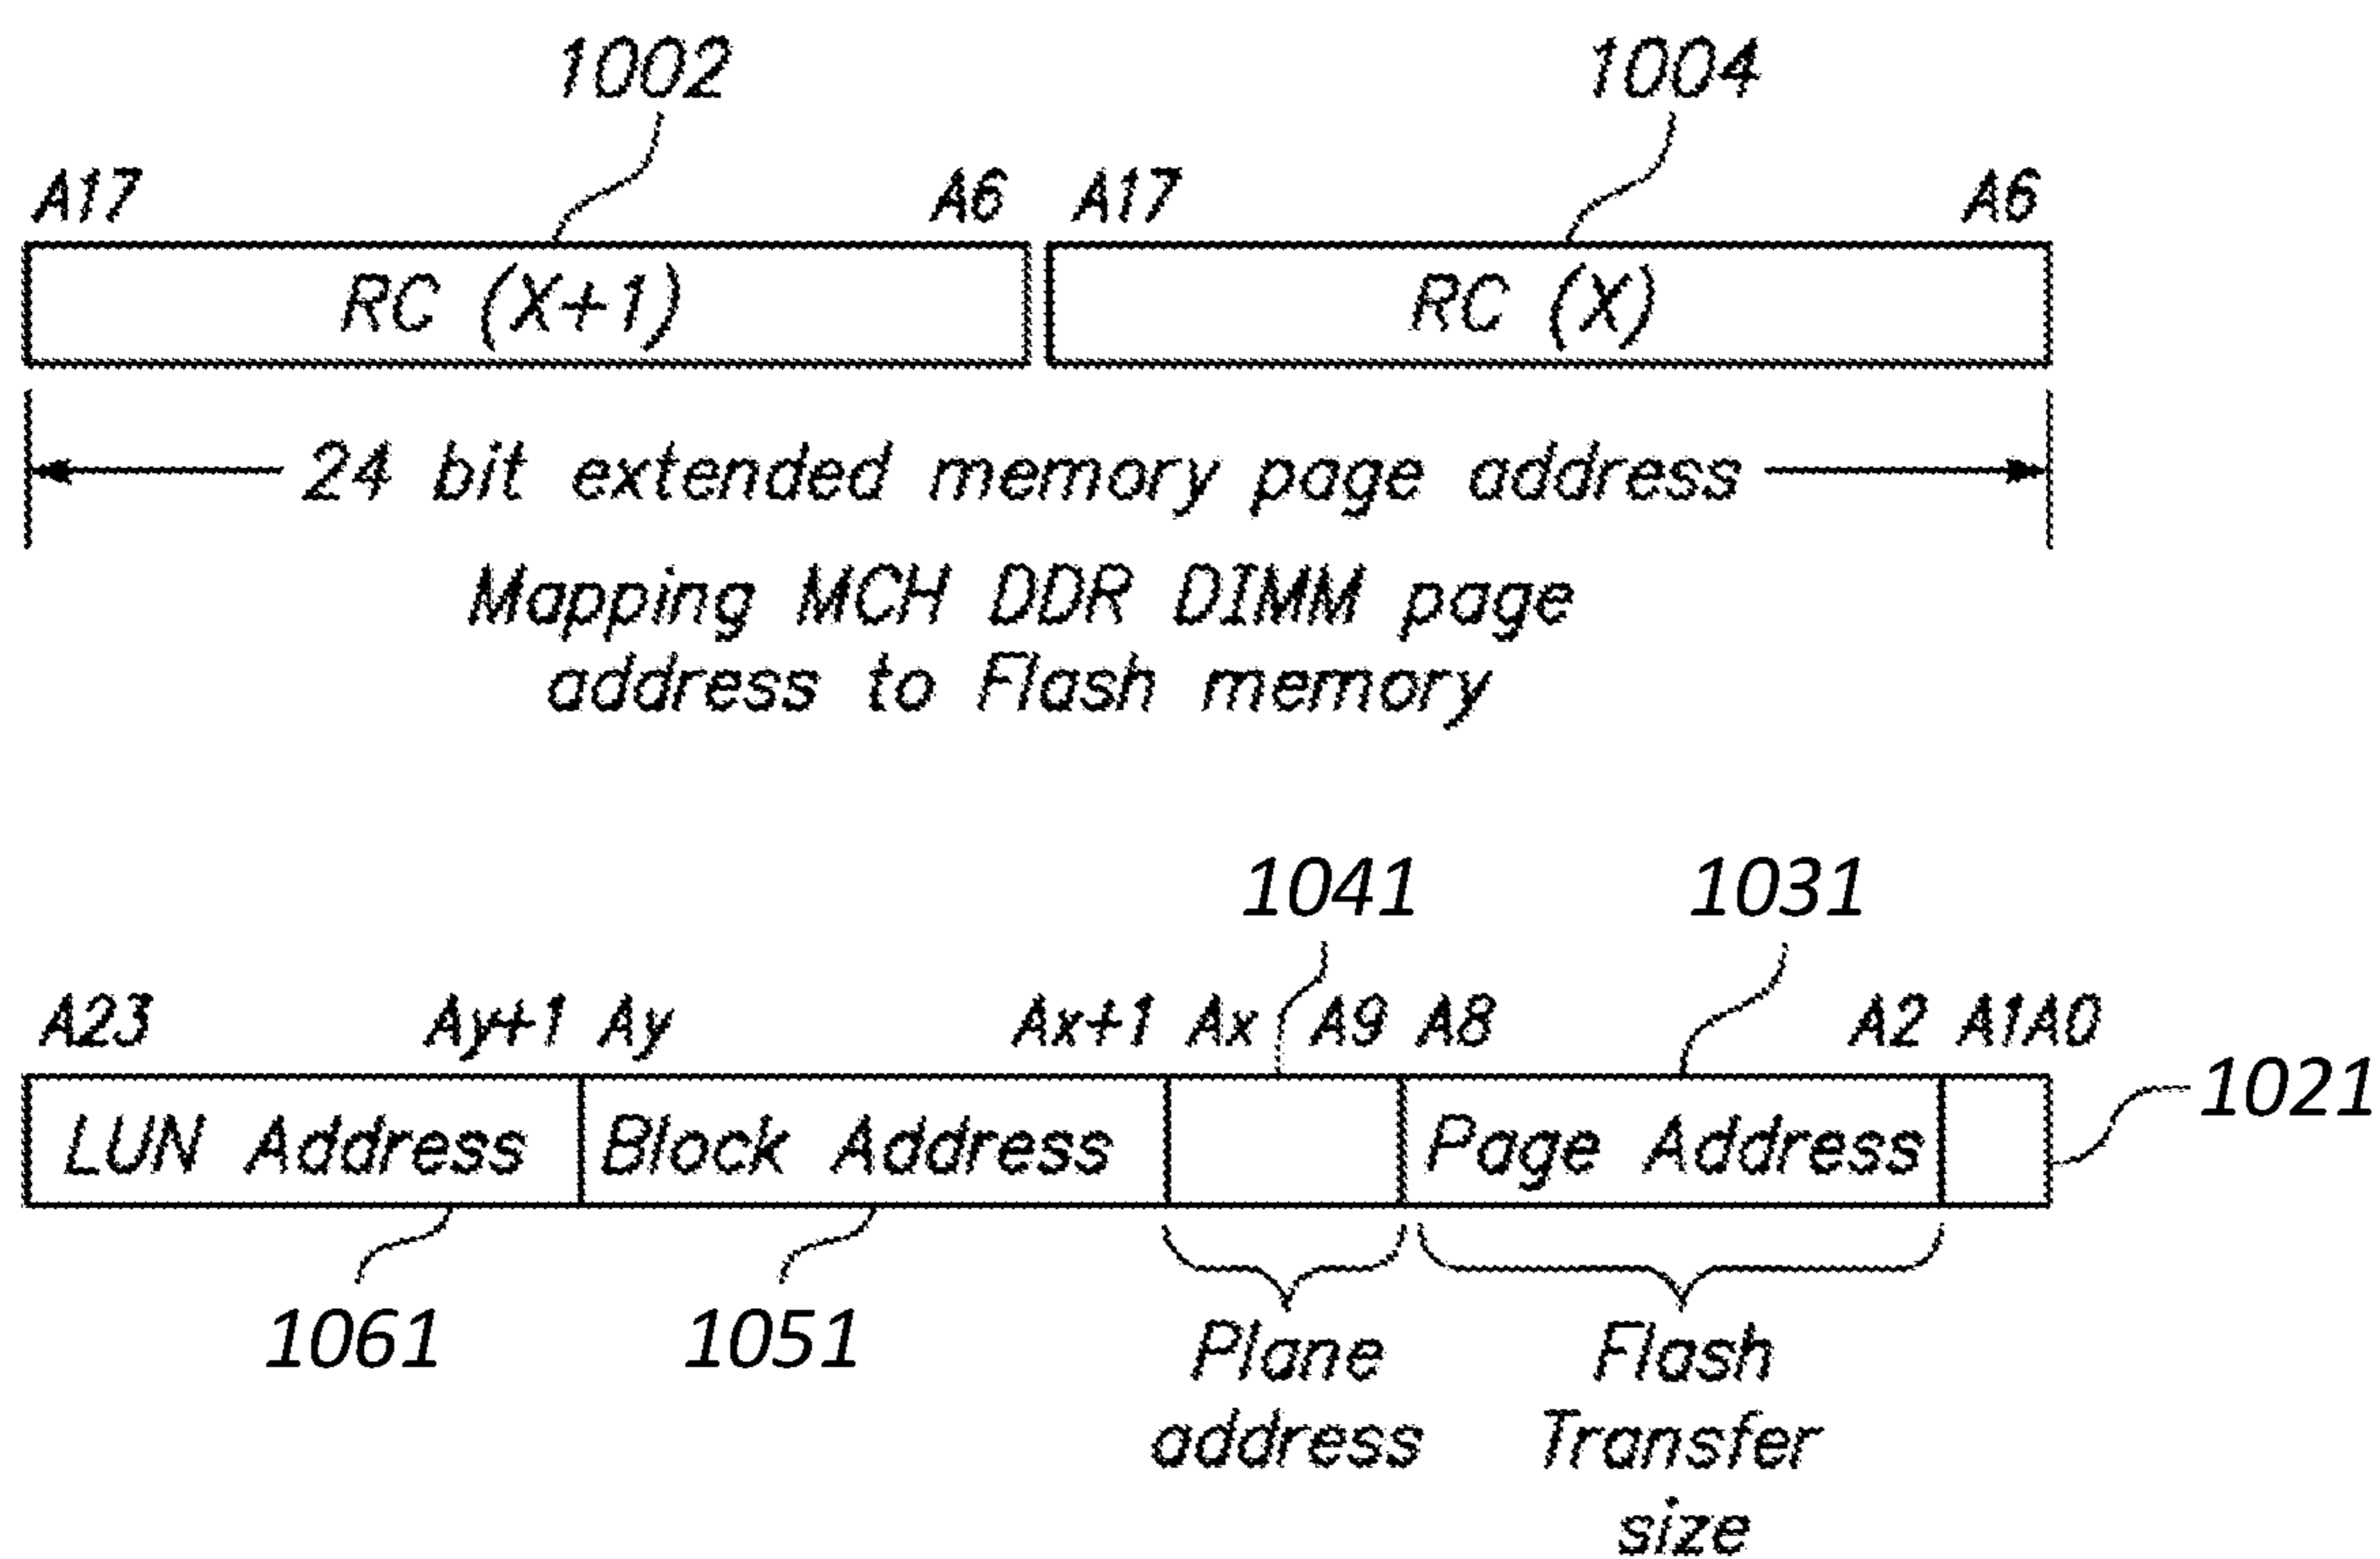 1002 1004
A17 A6 A17 A6
RC (X+1) RC (X)
24 bit extended memory page address
Mapping MCH DDR DIMM page
address to Flash memory
1041 1031
A23 Ay+1 Ay Ax+1 Ax A9 A8 A2 A1A0
1021
LUN Address Block Address Page Address
1061 1051
Plane Flash
address Transfer
size